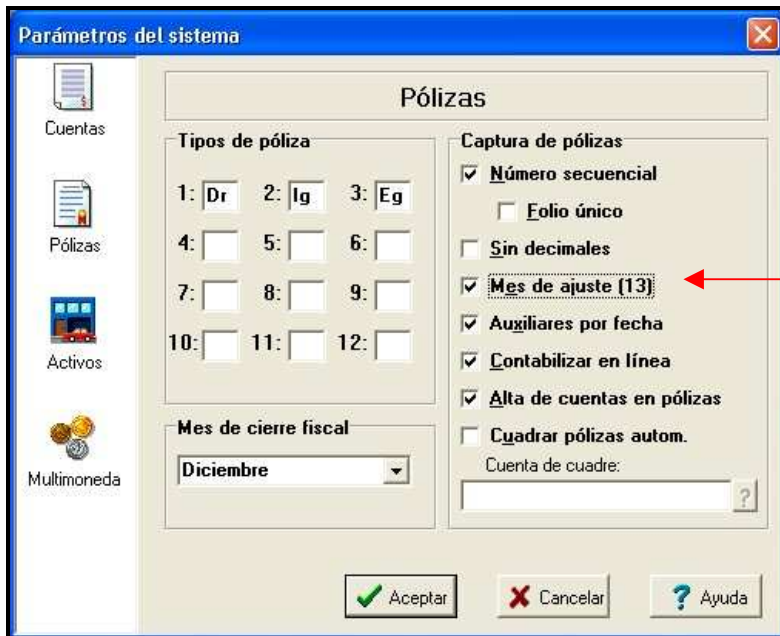 Parámetros del sistema
Cuentas
Pólizas
Activos
Multimoneda
Pólizas
Tipos de póliza
1: Dr 2: Ig 3: Eg
4: 5: 6:
7: 8: 9:
10: 11: 12:
Mes de cierre fiscal
Diciembre
Captura de pólizas
Número secuencial
Folio único
Sin decimales
Mes de ajuste (13)
Auxiliares por fecha
Contabilizar en línea
Alta de cuentas en pólizas
Cuadrar pólizas autom.
Cuenta de cuadre:
?
Aceptar Cancelar ? Ayuda